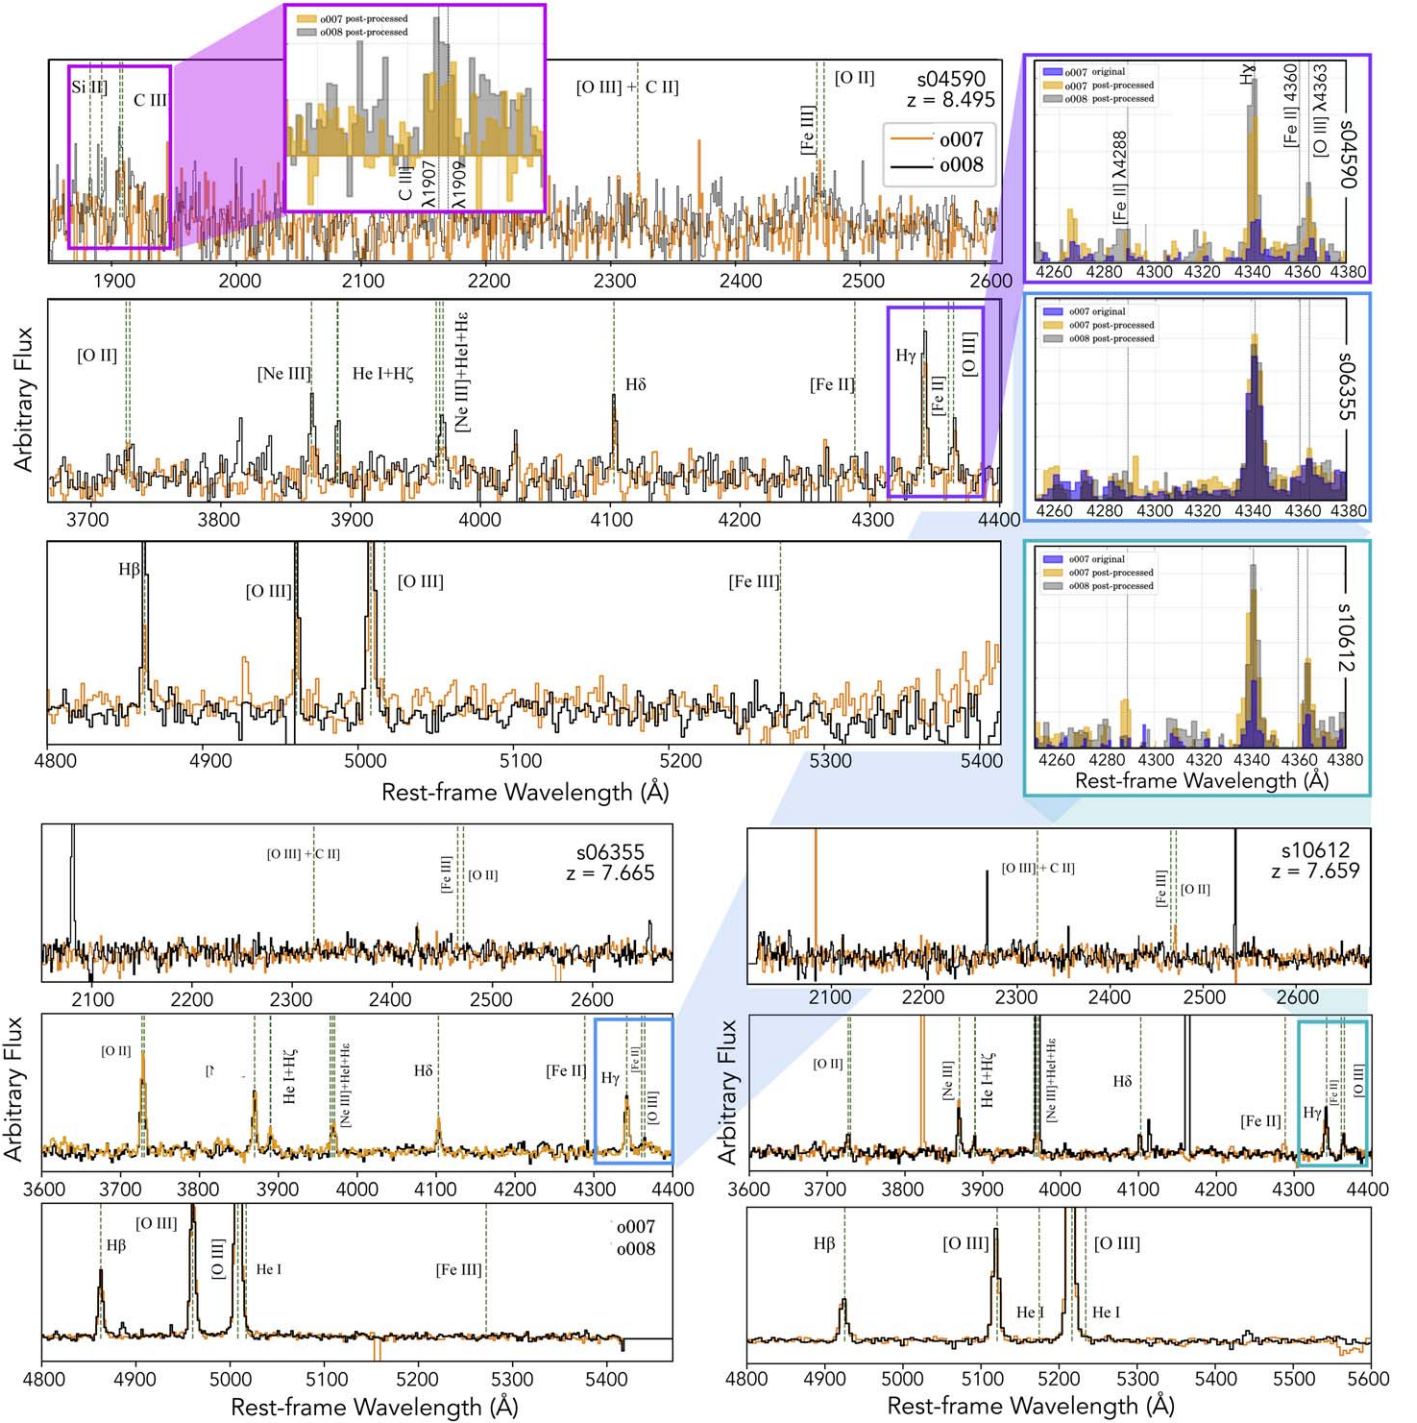 o007 post-processed
o008 post-processed
Si II]
C III]
C III]
λ1907
λ1909
[O III] + C II]
[Fe III]
[O II]
s04590
z = 8.495
o007
o008
1900 2000 2100 2200 2300 2400 2500 2600
[O II]
[Ne III]
He I+Hζ
[Ne III]+HeI+Hε
Hδ
[Fe II]
Hγ
[Fe II]
[O III]
3700 3800 3900 4000 4100 4200 4300 4400
Arbitrary Flux
Hβ
[O III]
[O III]
[Fe III]
4800 4900 5000 5100 5200 5300 5400
Rest-frame Wavelength (Å)
o007 original
o007 post-processed
o008 post-processed
[Fe II] λ4288
Hγ
[Fe II] 4360
[O III] λ4363
s04590
4260 4280 4300 4320 4340 4360 4380
o007 original
o007 post-processed
o008 post-processed
s06355
4260 4280 4300 4320 4340 4360 4380
o007 original
o007 post-processed
o008 post-processed
s10612
4260 4280 4300 4320 4340 4360 4380
Rest-frame Wavelength (Å)
[O III] + C II]
[Fe III]
[O II]
s06355
z = 7.665
2100 2200 2300 2400 2500 2600
[O II]
He I+Hζ
[Ne III]+HeI+Hε
Hδ
[Fe II]
Hγ
[Fe II]
[O III]
3600 3700 3800 3900 4000 4100 4200 4300 4400
Arbitrary Flux
Hβ
[O III]
[O III]
He I
[Fe III]
o007
o008
4800 4900 5000 5100 5200 5300 5400
Rest-frame Wavelength (Å)
[O III] + C II]
[Fe III]
[O II]
s10612
z = 7.659
2100 2200 2300 2400 2500 2600
[O II]
[Ne III]
He I+Hζ
[Ne III]+HeI+Hε
Hδ
[Fe II]
Hγ
[Fe II]
[O III]
3600 3700 3800 3900 4000 4100 4200 4300 4400
Arbitrary Flux
Hβ
[O III]
He I
[O III]
He I
4800 4900 5000 5100 5200 5300 5400 5500 5600
Rest-frame Wavelength (Å)